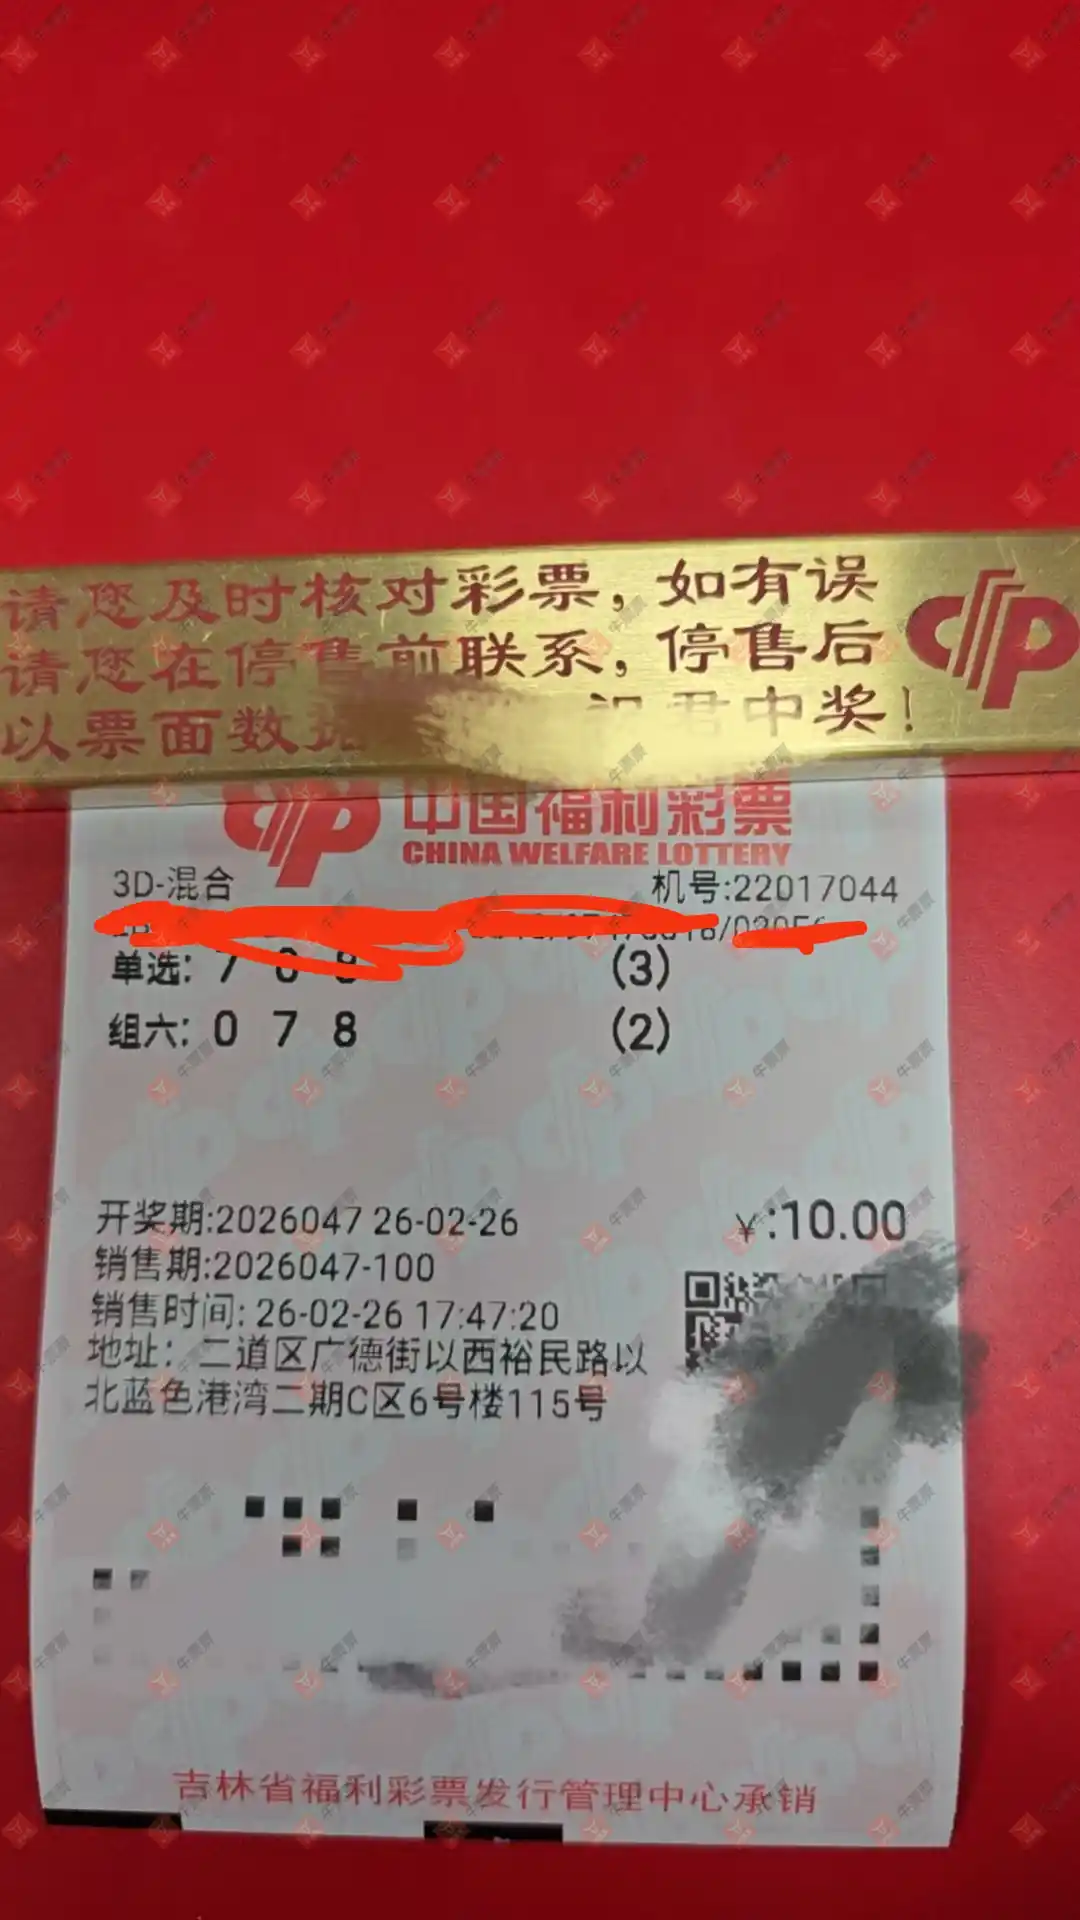 请您及时核对彩票，如有误
请您在停售前联系，停售后
以票面数据 君中奖！
中国福利彩票
CHINA WELFARE LOTTERY
3D-混合
机号:22017044
单选: 7 0 8 (3)
组六: 0 7 8 (2)
开奖期:2026047 26-02-26
¥:10.00
销售期:2026047-100
销售时间: 26-02-26 17:47:20
地址: 二道区广德街以西裕民路以
北蓝色港湾二期C区6号楼115号
吉林省福利彩票发行管理中心承销